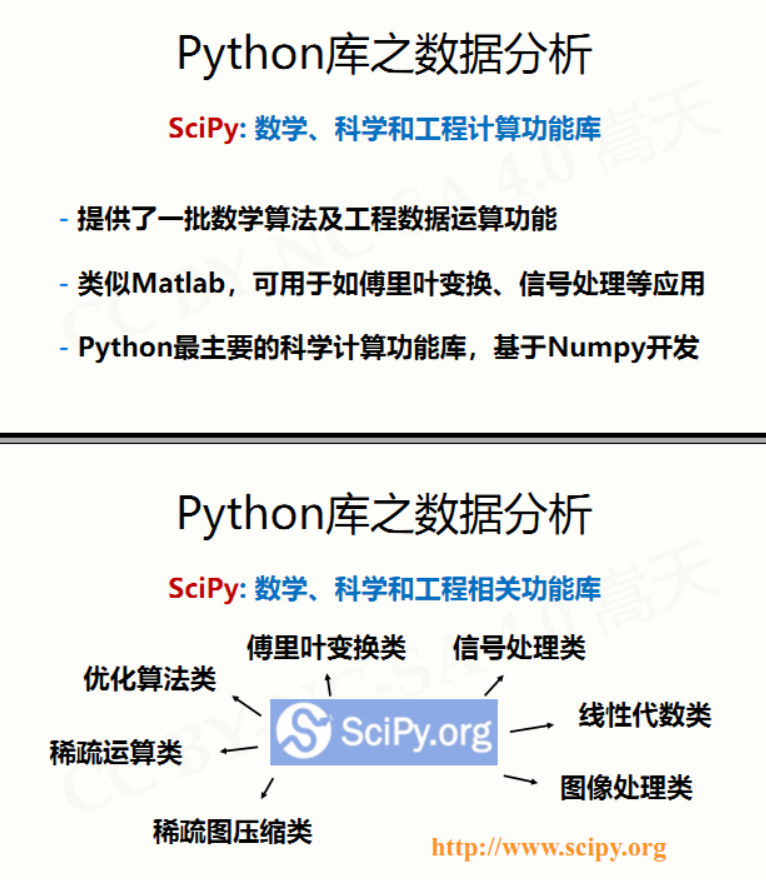 Python库之数据分析
SciPy: 数学、科学和工程计算功能库
- 提供了一批数学算法及工程数据运算功能
- 类似Matlab，可用于如傅里叶变换、信号处理等应用
- Python最主要的科学计算功能库，基于Numpy开发
CC BY-NC-SA 4.0 嵩天
Python库之数据分析
SciPy: 数学、科学和工程相关功能库
傅里叶变换类
信号处理类
优化算法类
线性代数类
SciPy.org
稀疏运算类
图像处理类
稀疏图压缩类
http://www.scipy.org
CC BY-NC-SA 4.0 嵩天